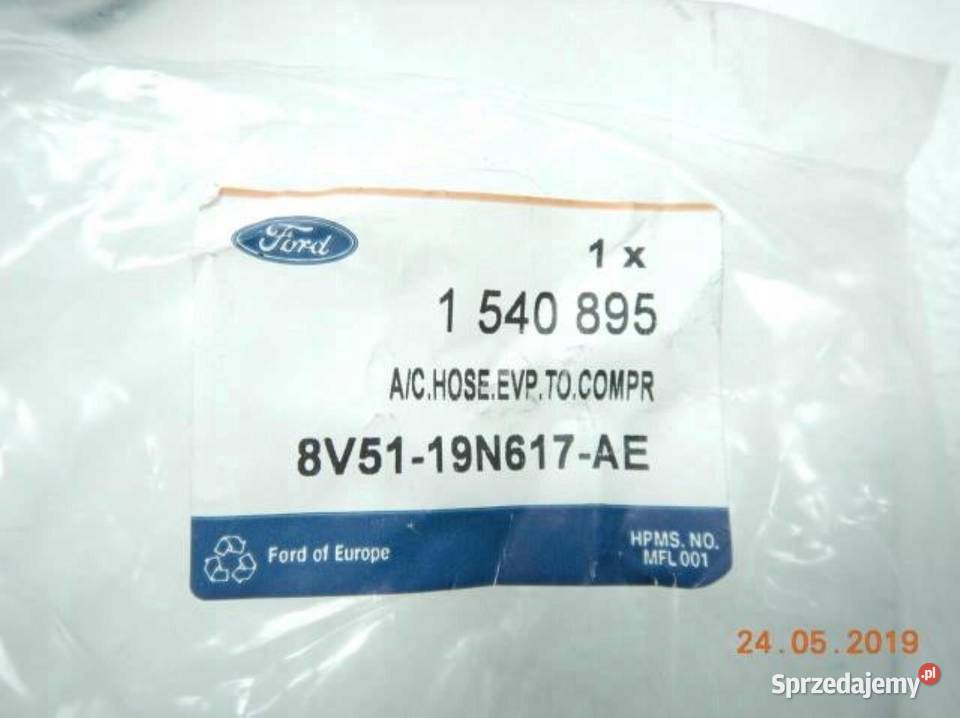 Ford
1 x
1 540 895
A/C.HOSE.EVP.TO.COMPR
8V51-19N617-AE
Ford of Europe
HPMS. NO.
MFL 001
24.05.2019
Sprzedajemy.pl